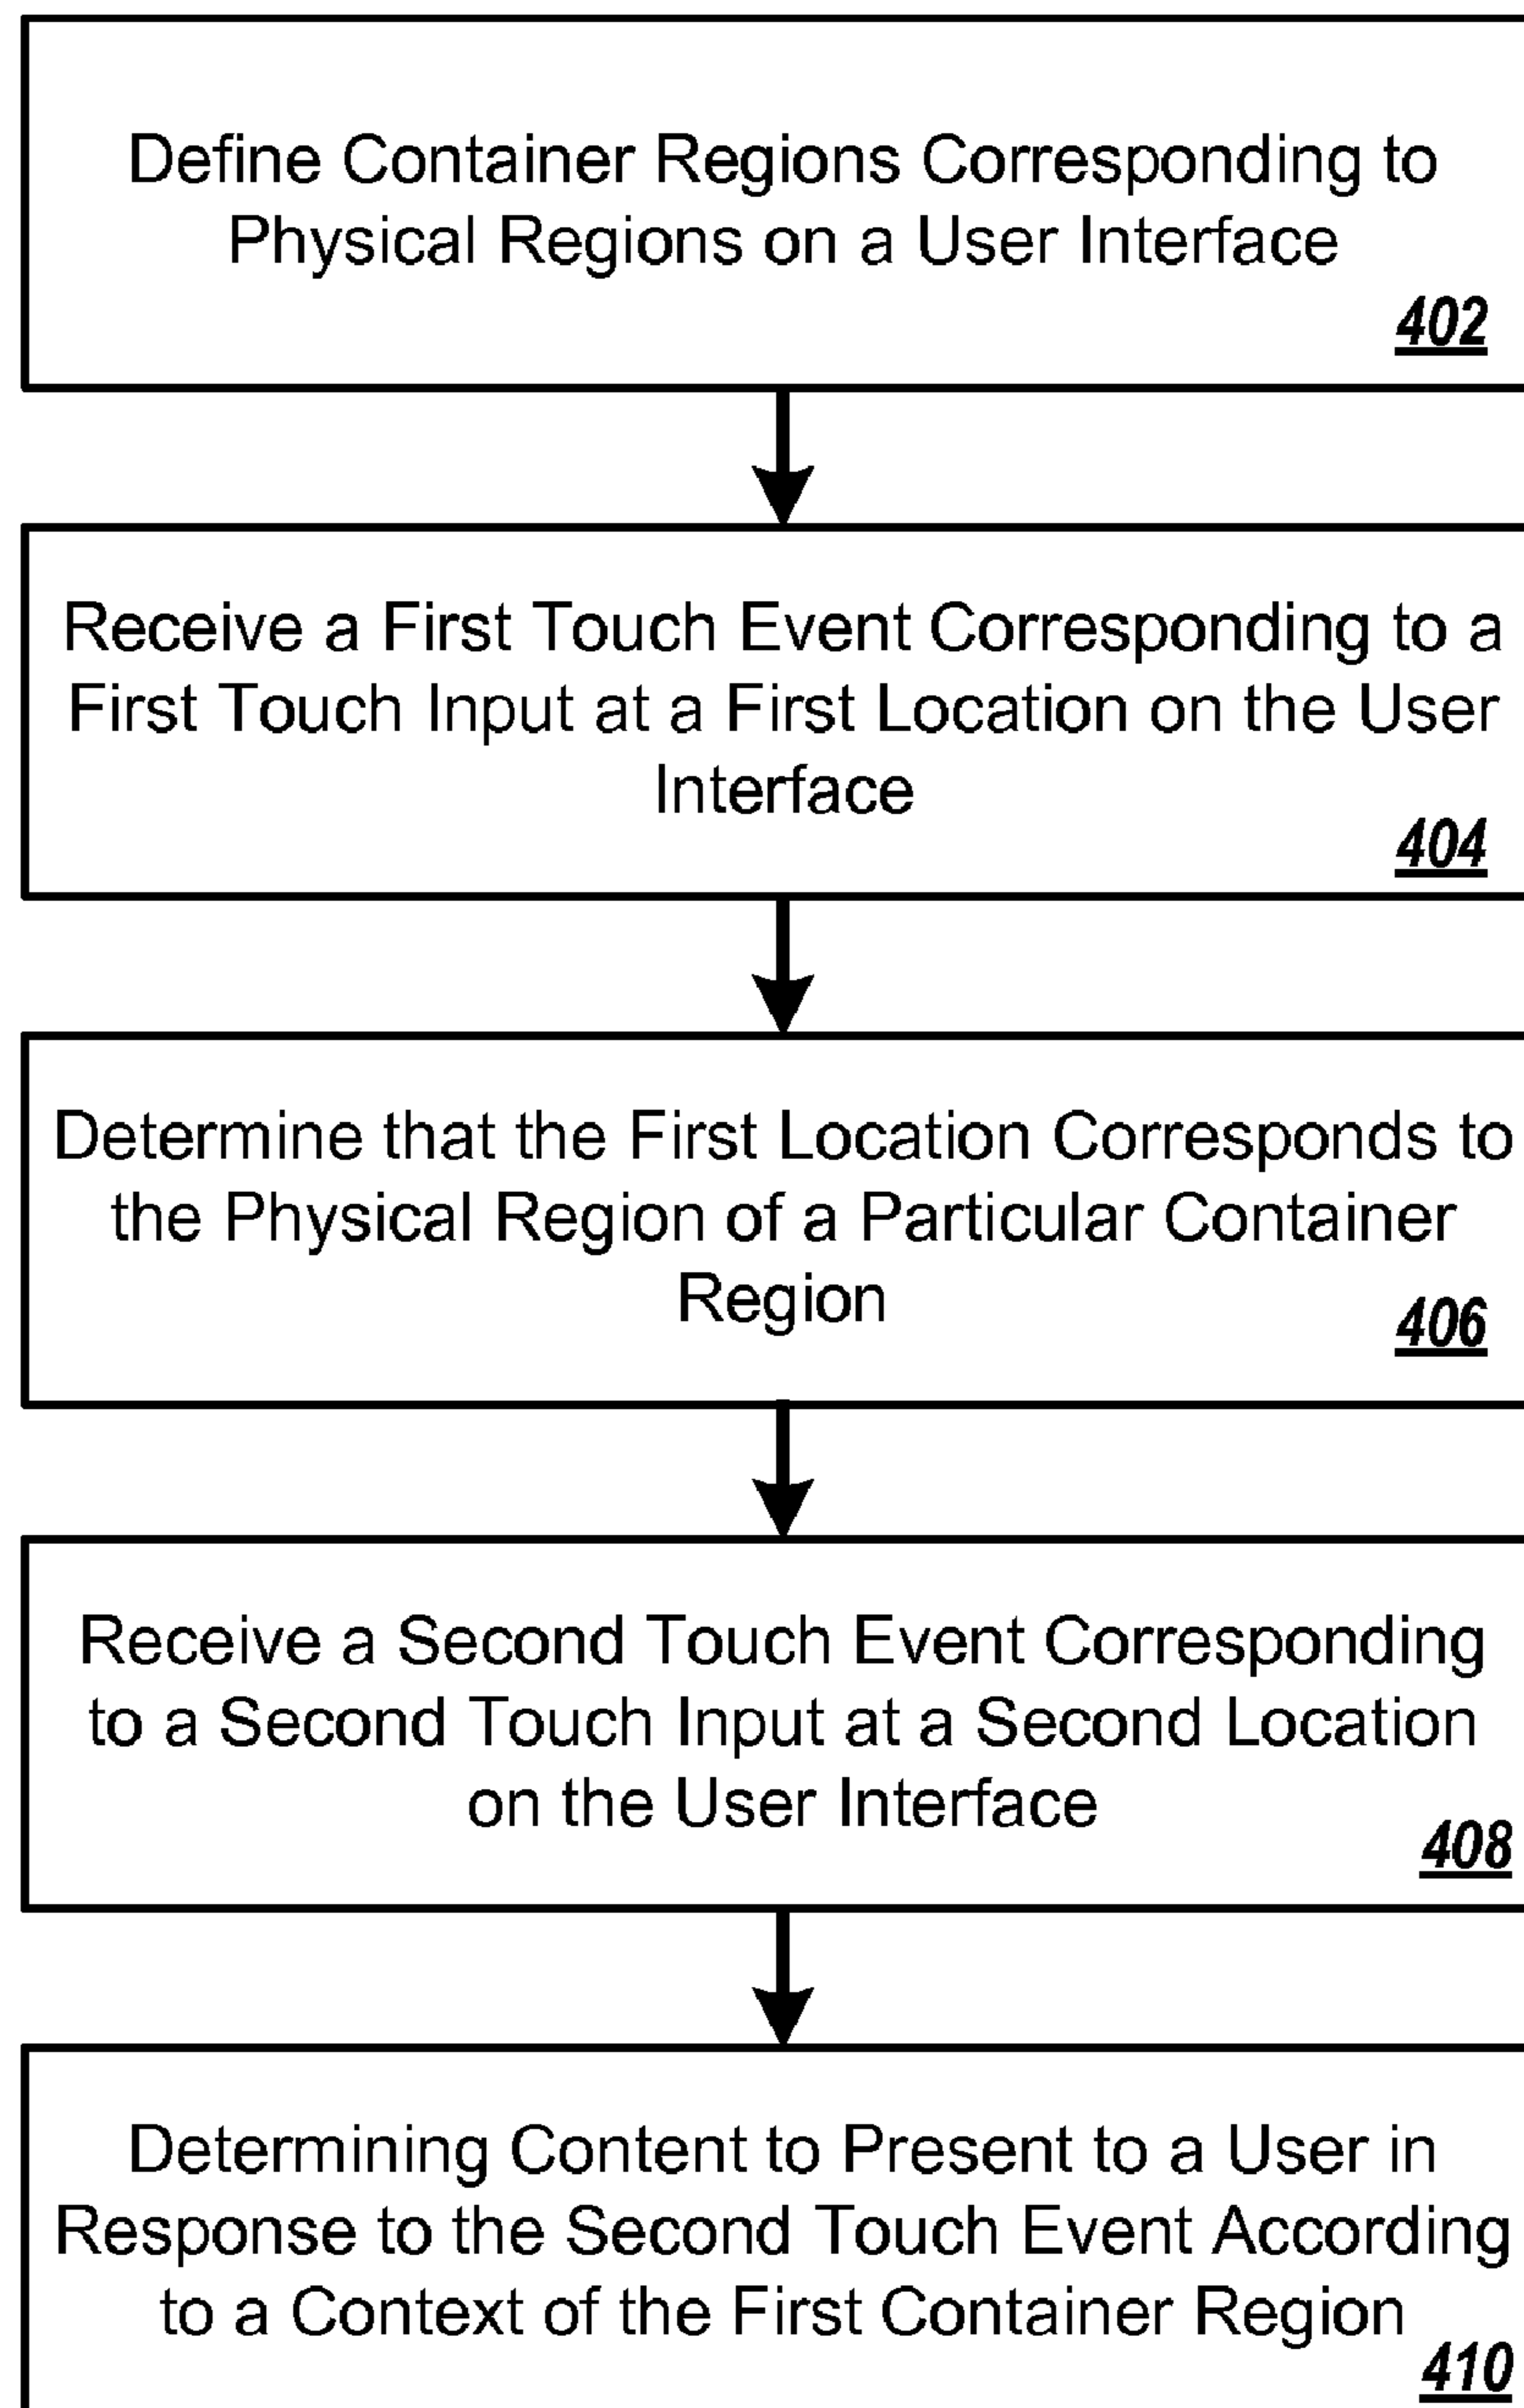 Define Container Regions Corresponding to
Physical Regions on a User Interface
402
Receive a First Touch Event Corresponding to a
First Touch Input at a First Location on the User
Interface
404
Determine that the First Location Corresponds to
the Physical Region of a Particular Container
Region
406
Receive a Second Touch Event Corresponding
to a Second Touch Input at a Second Location
on the User Interface
408
Determining Content to Present to a User in
Response to the Second Touch Event According
to a Context of the First Container Region
410